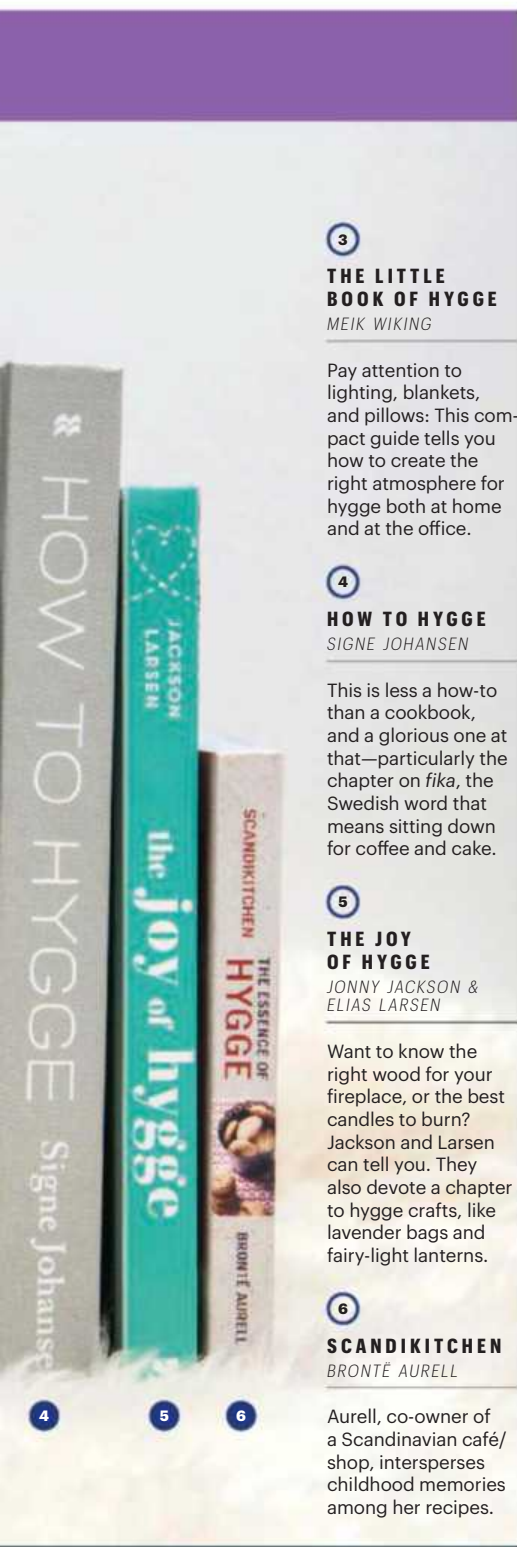 HOW TO HYGGE
Signe Johanse
JACKSON
LARSEN
the joy of hygge
SCANDIKITCHEN
THE ESSENCE OF
HYGGE
BRONTË AURELL
4
5
6
3
THE LITTLE
BOOK OF HYGGE
MEIK WIKING
Pay attention to
lighting, blankets,
and pillows: This com-
pact guide tells you
how to create the
right atmosphere for
hygge both at home
and at the office.
4
HOW TO HYGGE
SIGNE JOHANSEN
This is less a how-to
than a cookbook,
and a glorious one at
that—particularly the
chapter on fika, the
Swedish word that
means sitting down
for coffee and cake.
5
THE JOY
OF HYGGE
JONNY JACKSON &
ELIAS LARSEN
Want to know the
right wood for your
fireplace, or the best
candles to burn?
Jackson and Larsen
can tell you. They
also devote a chapter
to hygge crafts, like
lavender bags and
fairy-light lanterns.
6
SCANDIKITCHEN
BRONTË AURELL
Aurell, co-owner of
a Scandinavian café/
shop, intersperses
childhood memories
among her recipes.